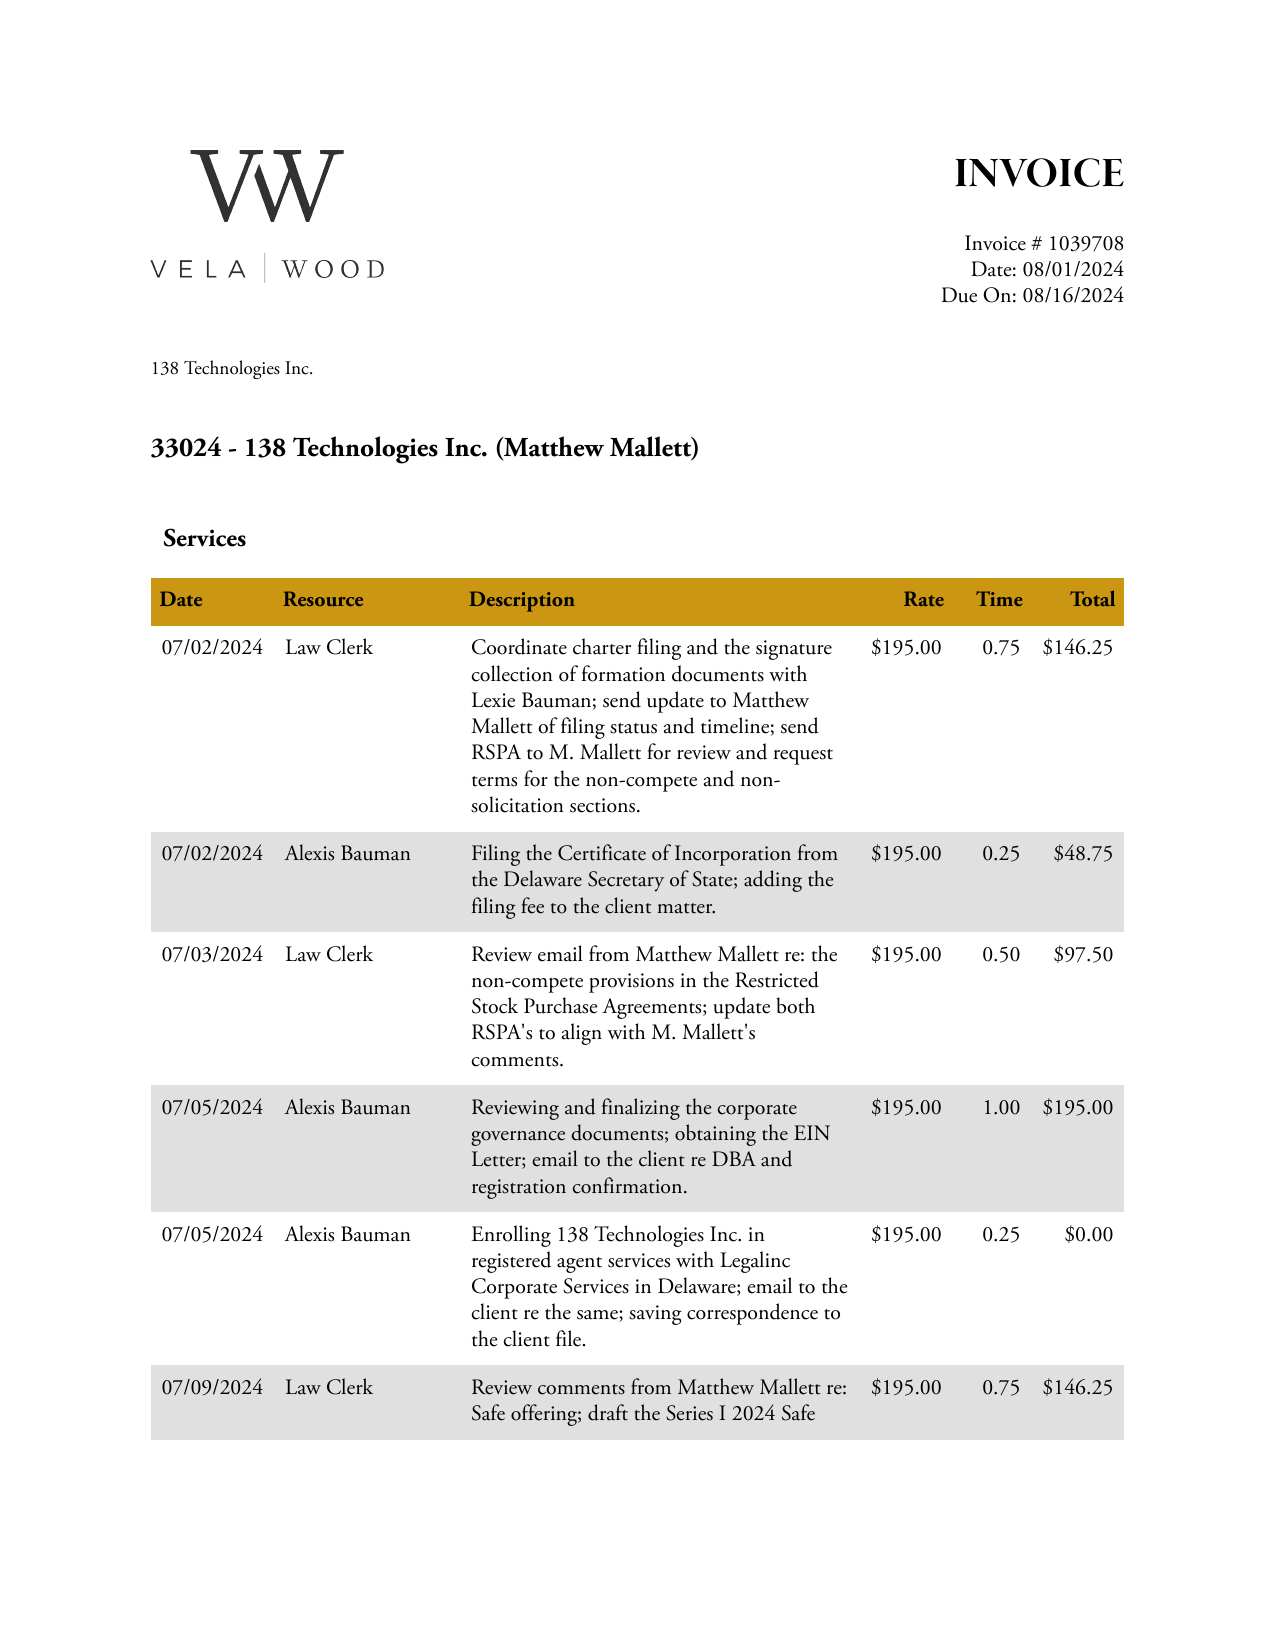 VW
VELA | WOOD
INVOICE
Invoice # 1039708
Date: 08/01/2024
Due On: 08/16/2024
138 Technologies Inc.
33024 - 138 Technologies Inc. (Matthew Mallett)
Services
Date Resource Description Rate Time Total
07/02/2024 Law Clerk Coordinate charter filing and the signature $195.00 0.75 $146.25
collection of formation documents with
Lexie Bauman; send update to Matthew
Mallett of filing status and timeline; send
RSPA to M. Mallett for review and request
terms for the non-compete and non-
solicitation sections.
07/02/2024 Alexis Bauman Filing the Certificate of Incorporation from $195.00 0.25 $48.75
the Delaware Secretary of State; adding the
filing fee to the client matter.
07/03/2024 Law Clerk Review email from Matthew Mallett re: the $195.00 0.50 $97.50
non-compete provisions in the Restricted
Stock Purchase Agreements; update both
RSPA's to align with M. Mallett's
comments.
07/05/2024 Alexis Bauman Reviewing and finalizing the corporate $195.00 1.00 $195.00
governance documents; obtaining the EIN
Letter; email to the client re DBA and
registration confirmation.
07/05/2024 Alexis Bauman Enrolling 138 Technologies Inc. in $195.00 0.25 $0.00
registered agent services with Legalinc
Corporate Services in Delaware; email to the
client re the same; saving correspondence to
the client file.
07/09/2024 Law Clerk Review comments from Matthew Mallett re: $195.00 0.75 $146.25
Safe offering; draft the Series I 2024 Safe